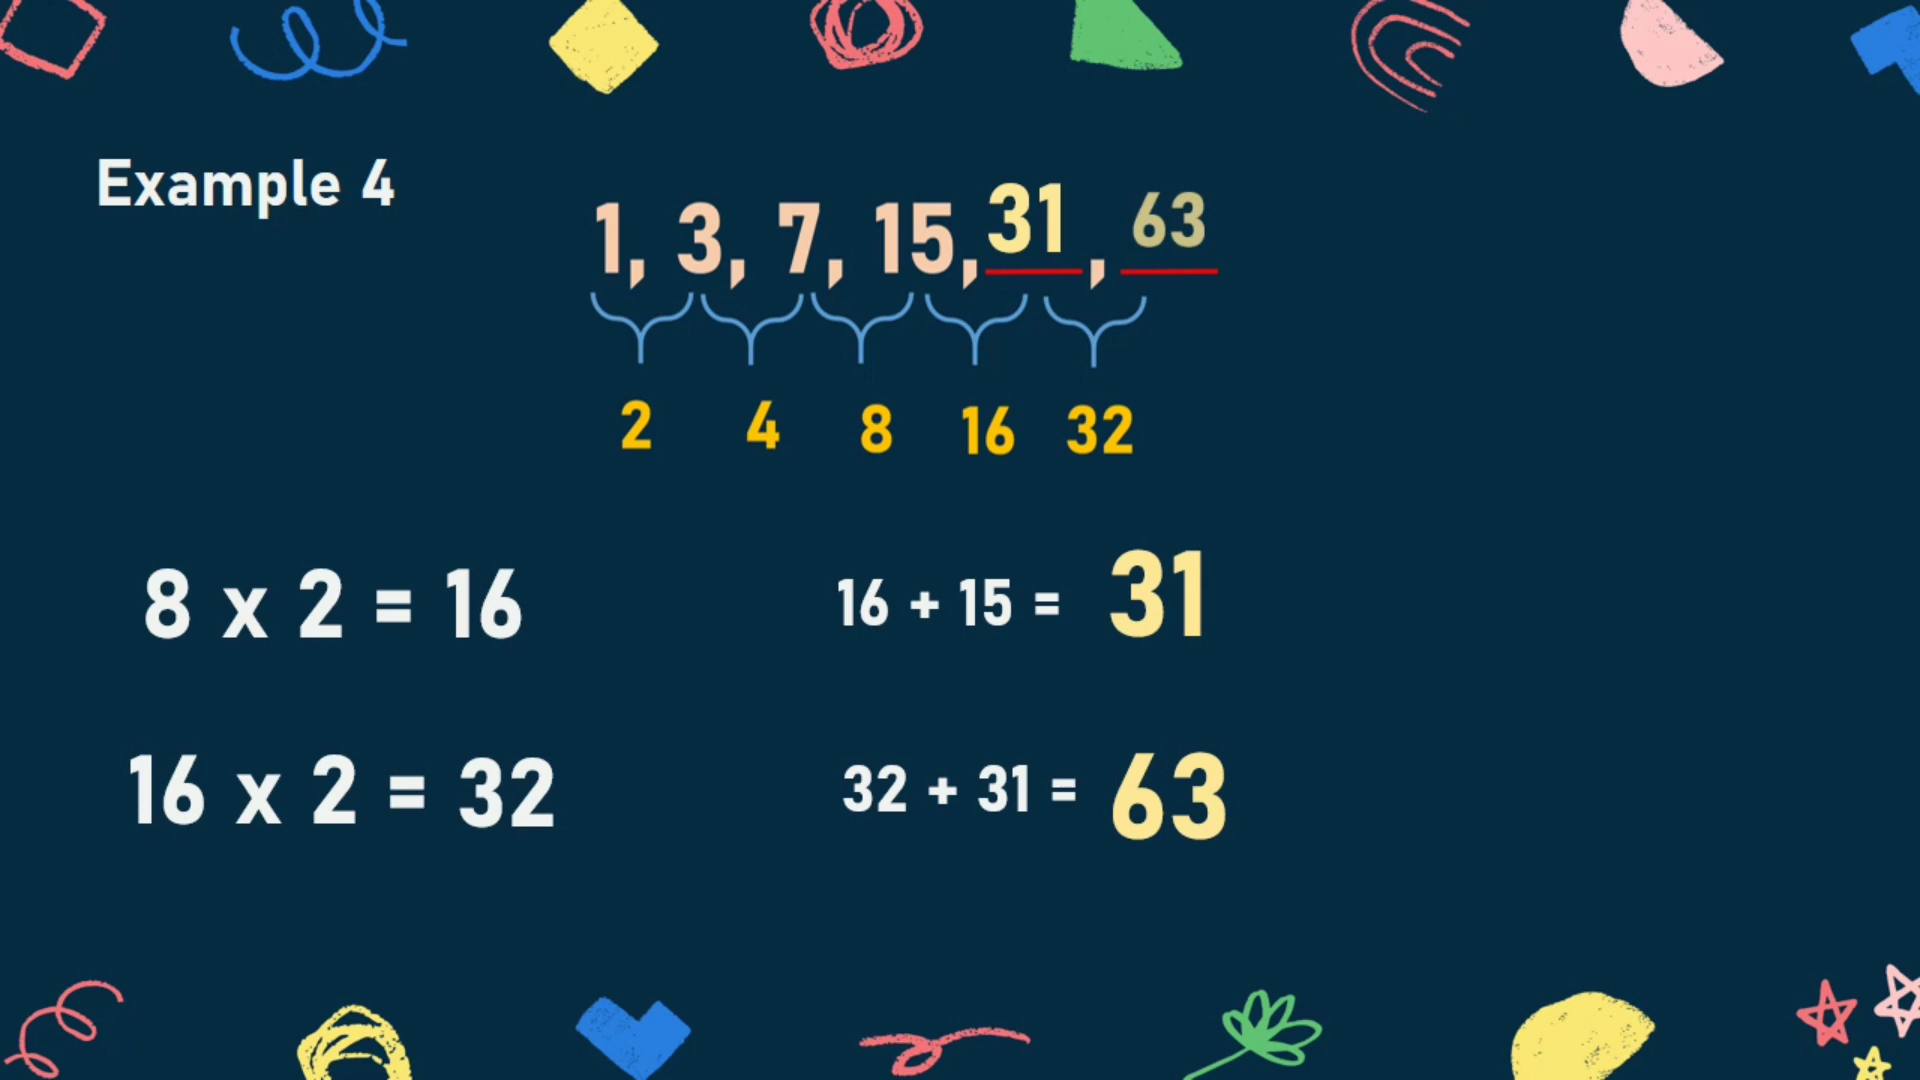 Example 4
1, 3, 7, 15, 31, 63
2 4 8 16 32
8 x 2 = 16
16 + 15 = 31
16 x 2 = 32
32 + 31 = 63